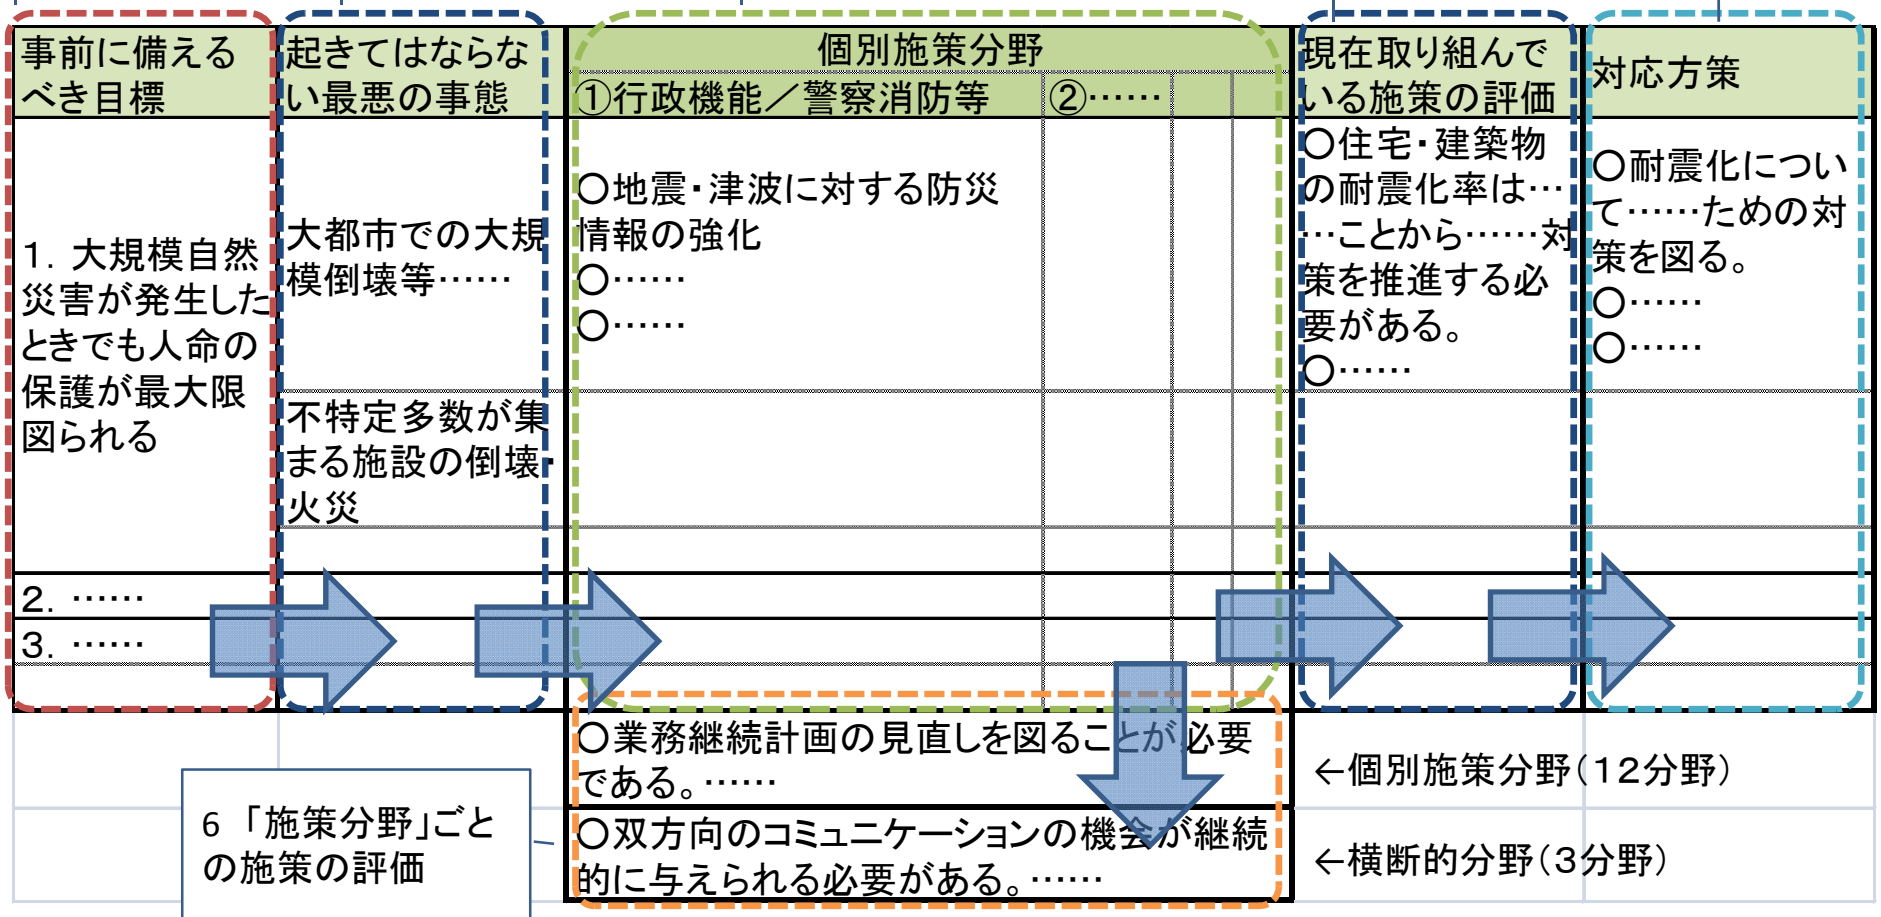 事前に備える
べき目標
起きてはならな
い最悪の事態
個別施策分野
①行政機能／警察消防等
②……
現在取り組んで
いる施策の評価
対応方策
1．大規模自然
災害が発生した
ときでも人命の
保護が最大限
図られる
大都市での大規
模倒壊等……
〇地震・津波に対する防災
情報の強化
〇……
〇……
〇住宅・建築物
の耐震化率は…
…ことから……対
策を推進する必
要がある。
〇……
〇耐震化につい
て……ための対
策を図る。
〇……
〇……
不特定多数が集
まる施設の倒壊・
火災
2．……
3．……
〇業務継続計画の見直しを図ることが必要
である。……
←個別施策分野（12分野）
〇双方向のコミュニケーションの機会が継続
的に与えられる必要がある。……
←横断的分野（3分野）
6 「施策分野」ごと
の施策の評価